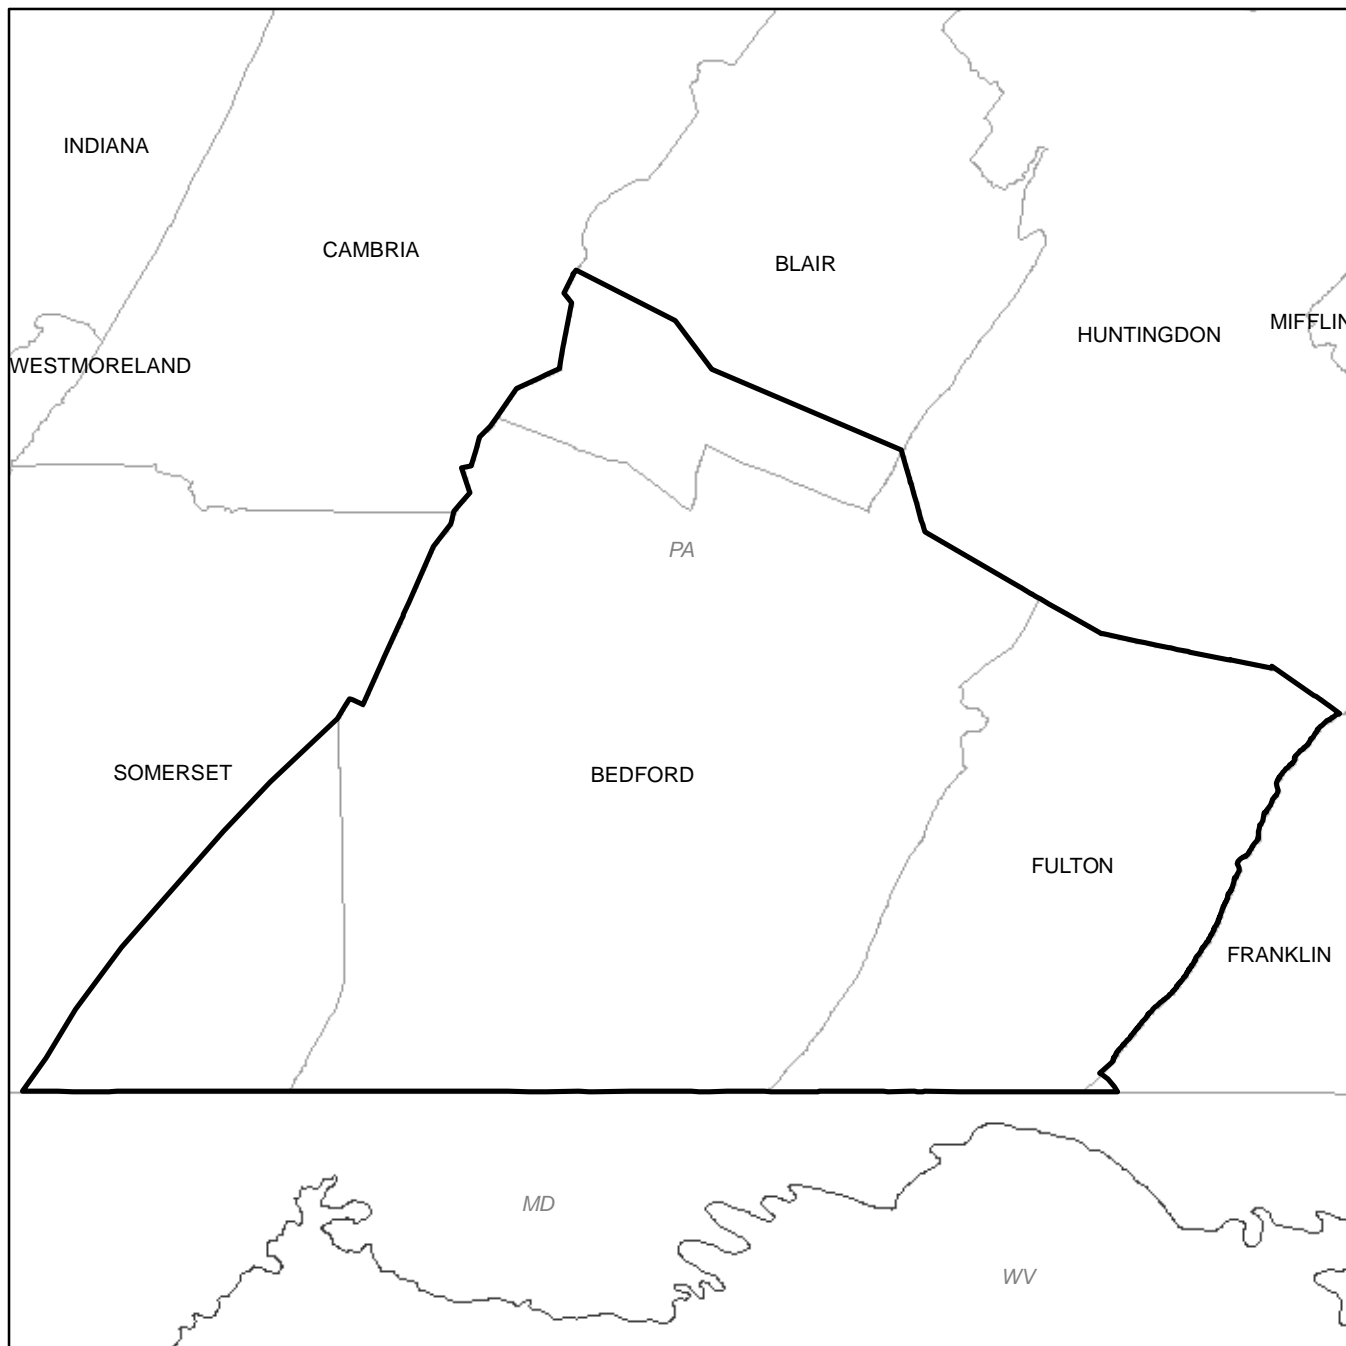 INDIANA
CAMBRIA
BLAIR
HUNTINGDON
MIFFLIN
WESTMORELAND
PA
SOMERSET
BEDFORD
FULTON
FRANKLIN
MD
WV